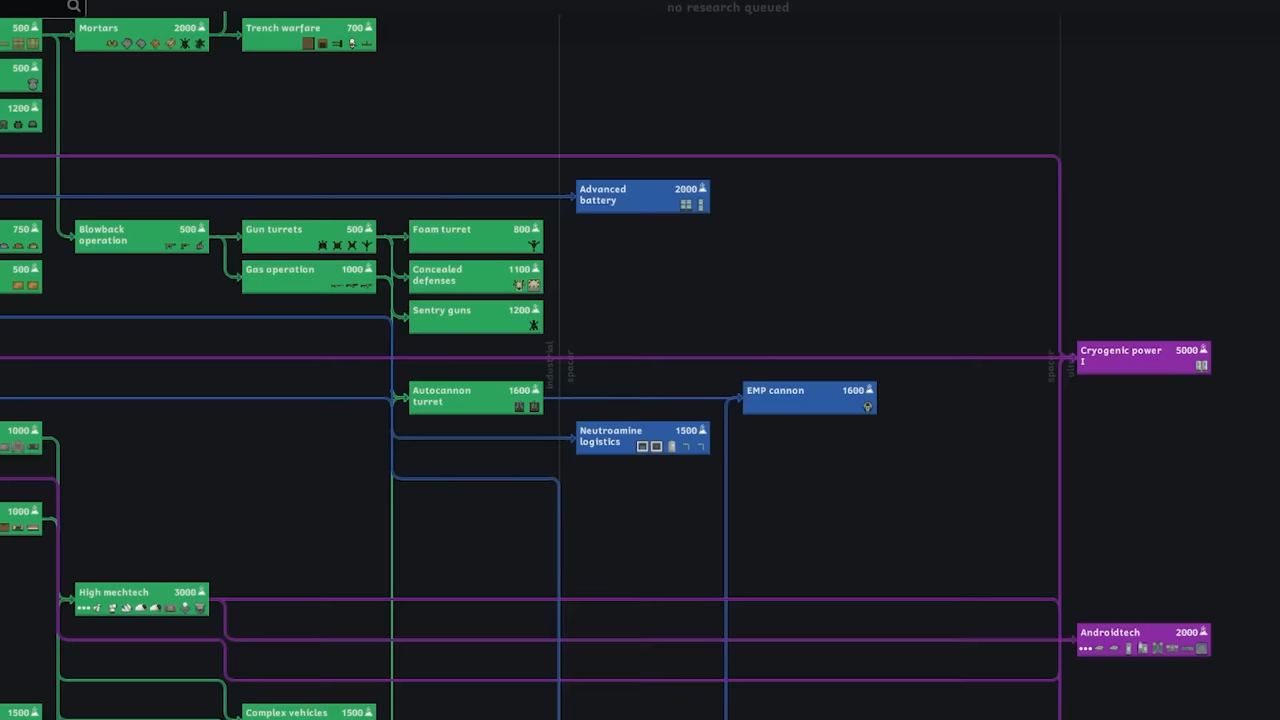 no research queued
500
Mortars 2000
Trench warfare 700
500
1200
Advanced 2000
battery
750
Blowback 500
operation
Gun turrets 500
Foam turret 800
500
Gas operation 1000
Concealed 1100
defenses
Sentry guns 1200
industrial
spacer
spacer
Cryogenic power 5000
I
Autocannon 1600
turret
EMP cannon 1600
1000
Neutroamine 1500
logistics
1000
High mechtech 3000
Androidtech 2000
1500
Complex vehicles 1500